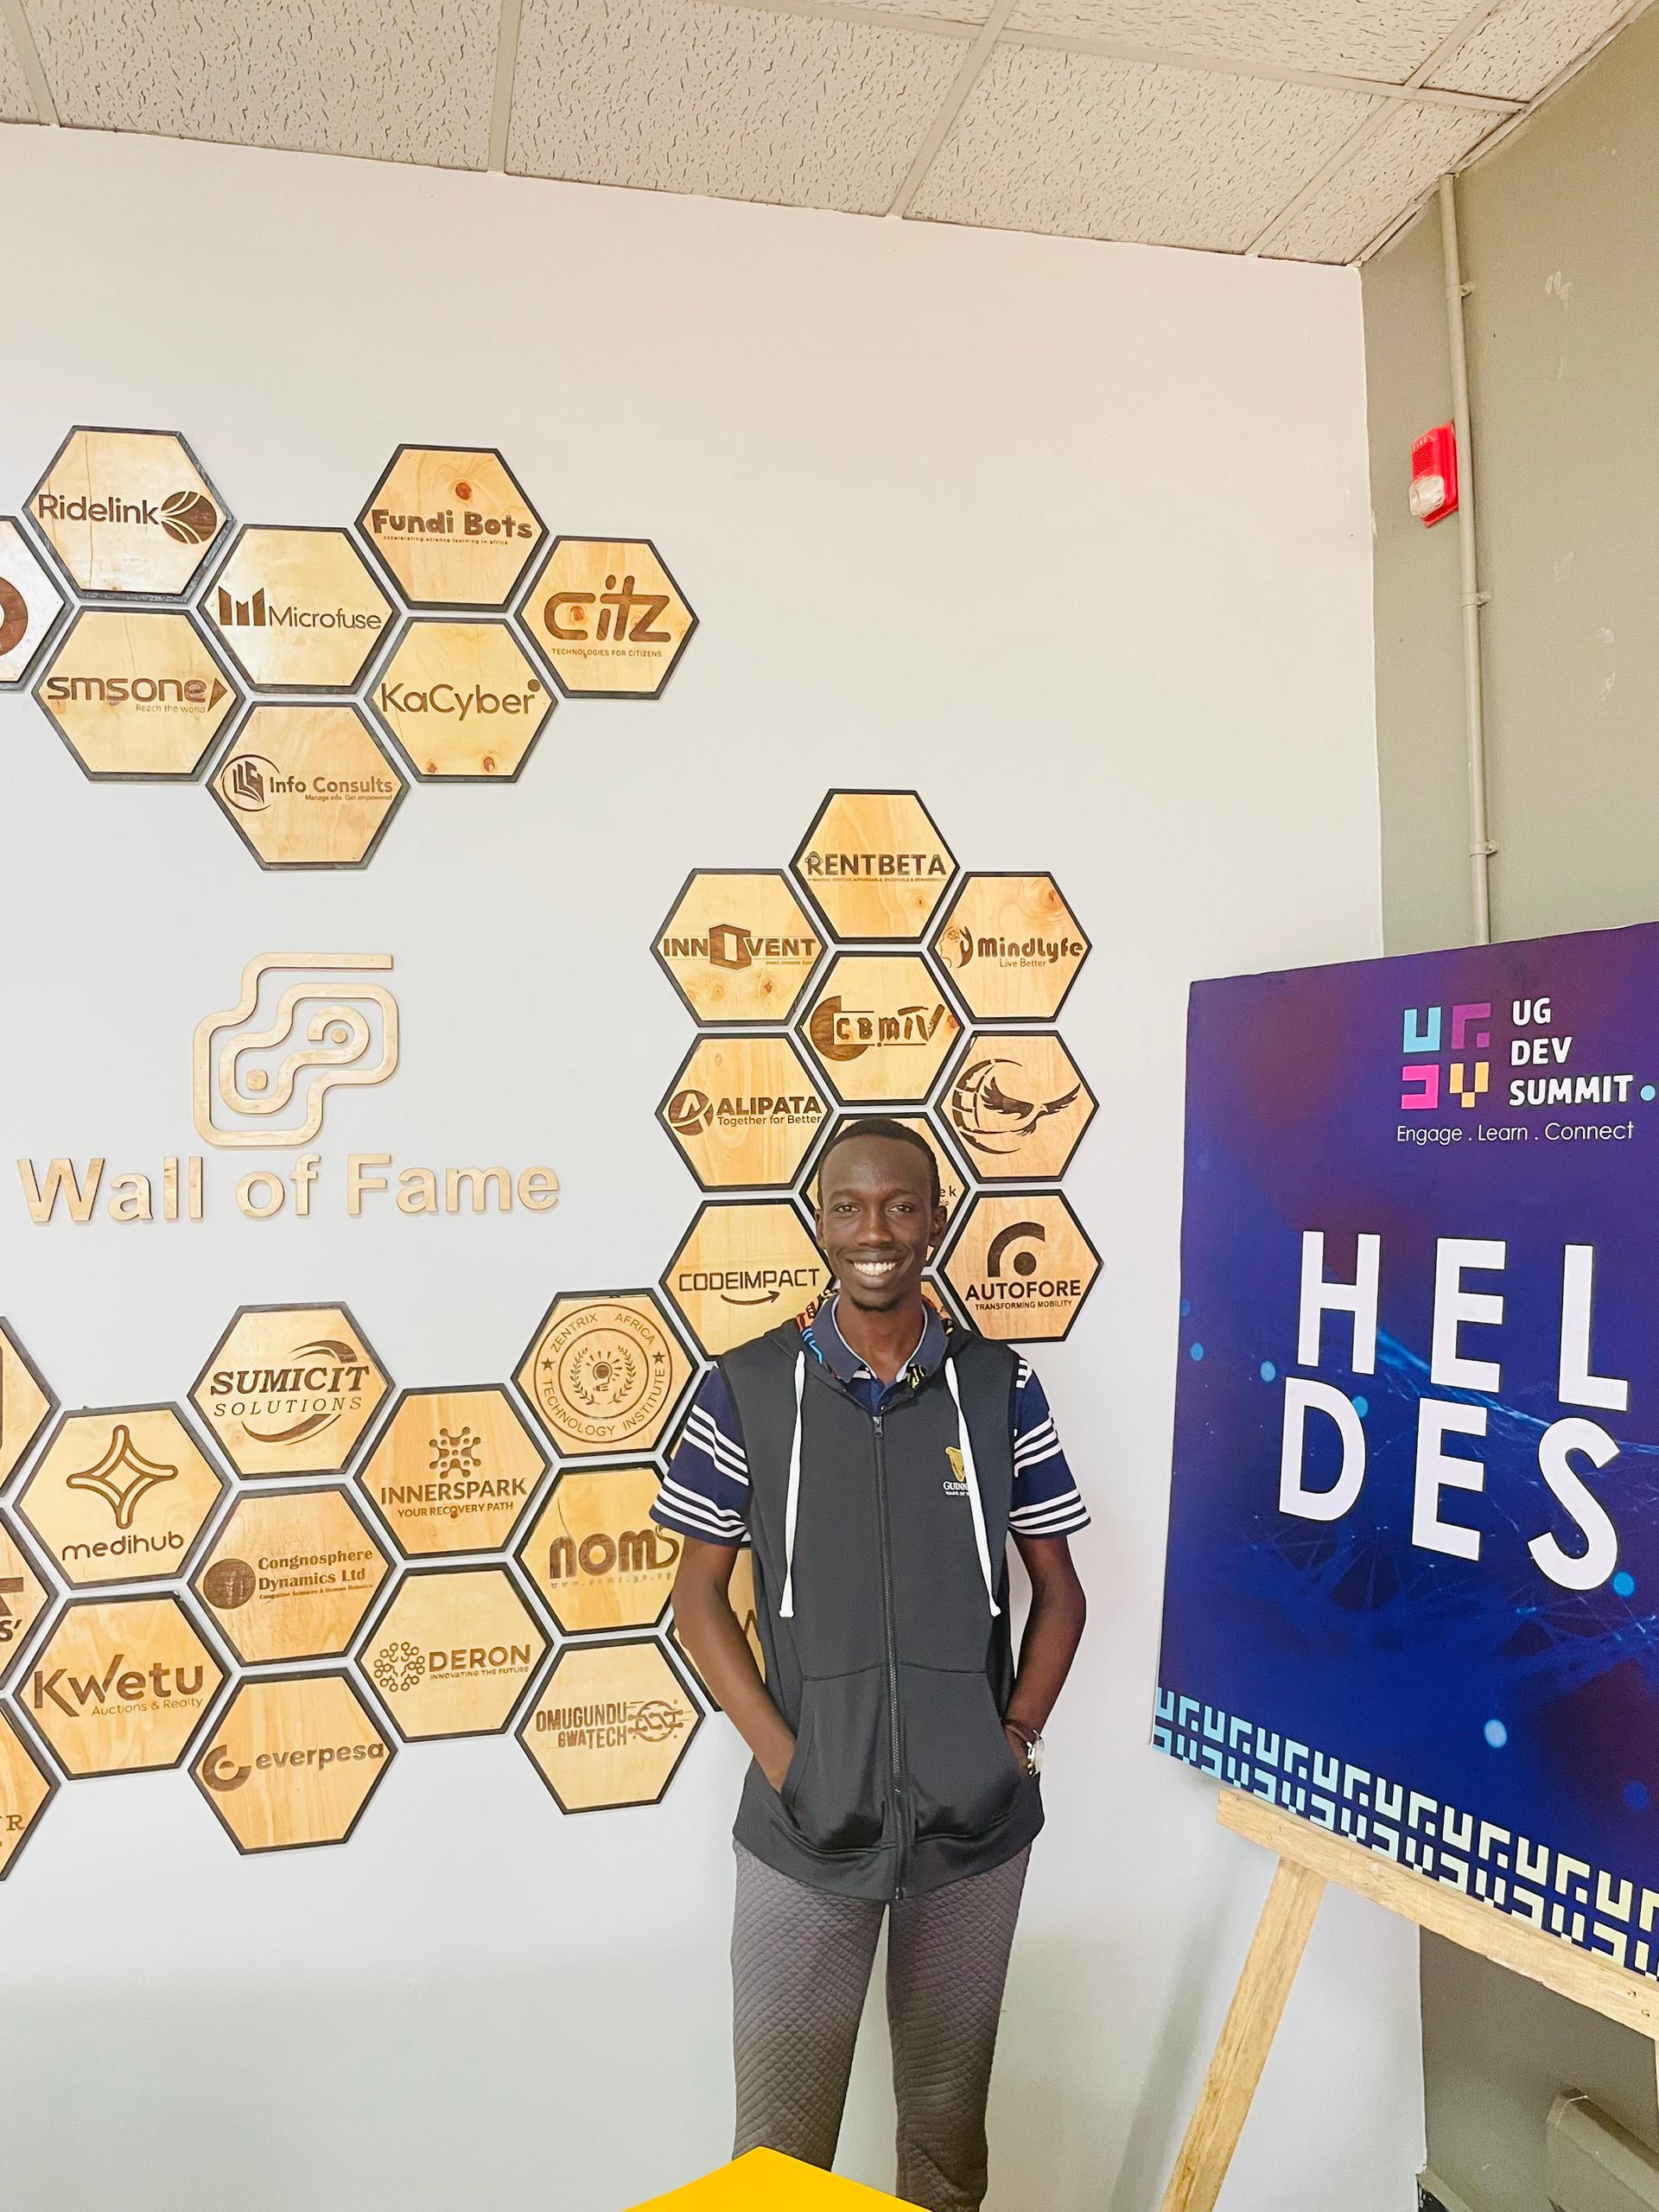 Ridelink
Fundi Bots
accelerating science learning in africa
Microfuse
citz
TECHNOLOGIES FOR CITIZENS
smsone
Reach the world
KaCyber
Info Consults
Manage info. Get empowered
RENTBETA
INNOVENT
MindLyfe
Live Better
CBMTV
ALIPATA
Together for Better
Wall of Fame
CODEIMPACT
AUTOFORE
TRANSFORMING MOBILITY
ZENTRIX AFRICA
TECHNOLOGY INSTITUTE
SUMICIT
SOLUTIONS
INNERSPARK
YOUR RECOVERY PATH
medihub
Congnosphere
Dynamics Ltd
Kwetu
Auctions & Realty
DERON
INNOVATING THE FUTURE
OMUGUNDU
GWATECH
everpesa
UG
DEV
SUMMIT
Engage . Learn . Connect
HEL
DES